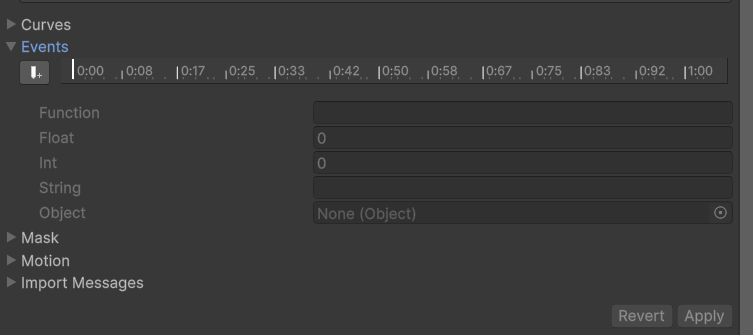 Curves
Events
0:00 0:08 0:17 0:25 0:33 0:42 0:50 0:58 0:67 0:75 0:83 0:92 1:00
Function
Float 0
Int 0
String
Object None (Object)
Mask
Motion
Import Messages
Revert Apply